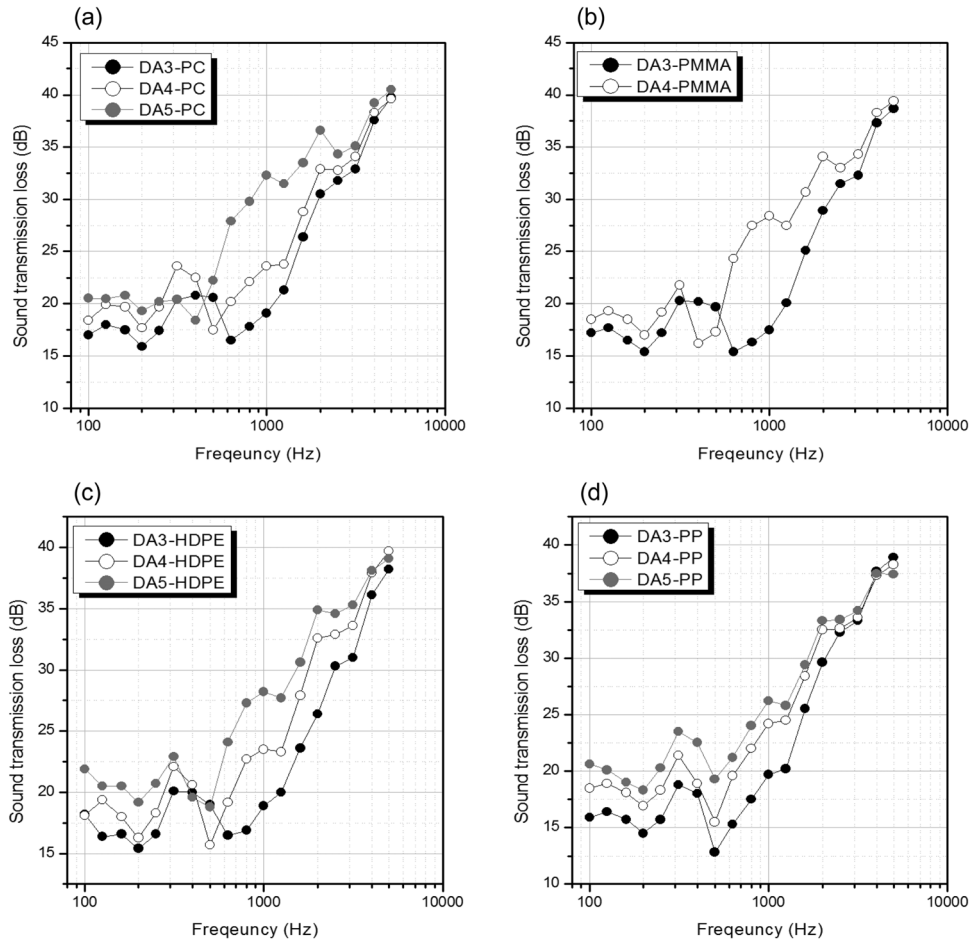 (a)
45
40
35
30
25
20
15
10
Sound transmission loss (dB)
DA3-PC
DA4-PC
DA5-PC
100 1000 10000
Freqeuncy (Hz)
(b)
45
40
35
30
25
20
15
10
Sound transmission loss (dB)
DA3-PMMA
DA4-PMMA
100 1000 10000
Freqeuncy (Hz)
(c)
40
35
30
25
20
15
Sound transmission loss (dB)
DA3-HDPE
DA4-HDPE
DA5-HDPE
100 1000 10000
Freqeuncy (Hz)
(d)
40
35
30
25
20
15
10
Sound transmission loss (dB)
DA3-PP
DA4-PP
DA5-PP
100 1000 10000
Freqeuncy (Hz)